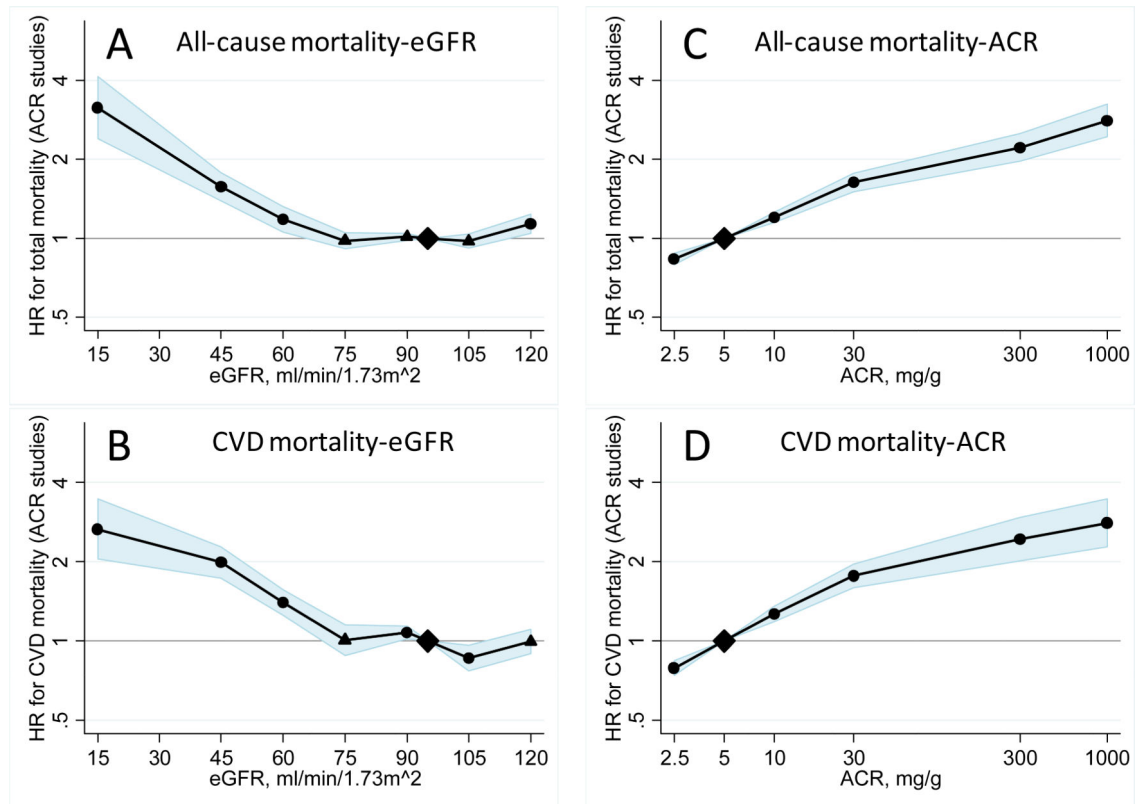 A All-cause mortality-eGFR
HR for total mortality (ACR studies)
4
2
1
.5
15 30 45 60 75 90 105 120
eGFR, ml/min/1.73m^2
C All-cause mortality-ACR
HR for total mortality (ACR studies)
4
2
1
.5
2.5 5 10 30 300 1000
ACR, mg/g
B CVD mortality-eGFR
HR for CVD mortality (ACR studies)
4
2
1
.5
15 30 45 60 75 90 105 120
eGFR, ml/min/1.73m^2
D CVD mortality-ACR
HR for CVD mortality (ACR studies)
4
2
1
.5
2.5 5 10 30 300 1000
ACR, mg/g